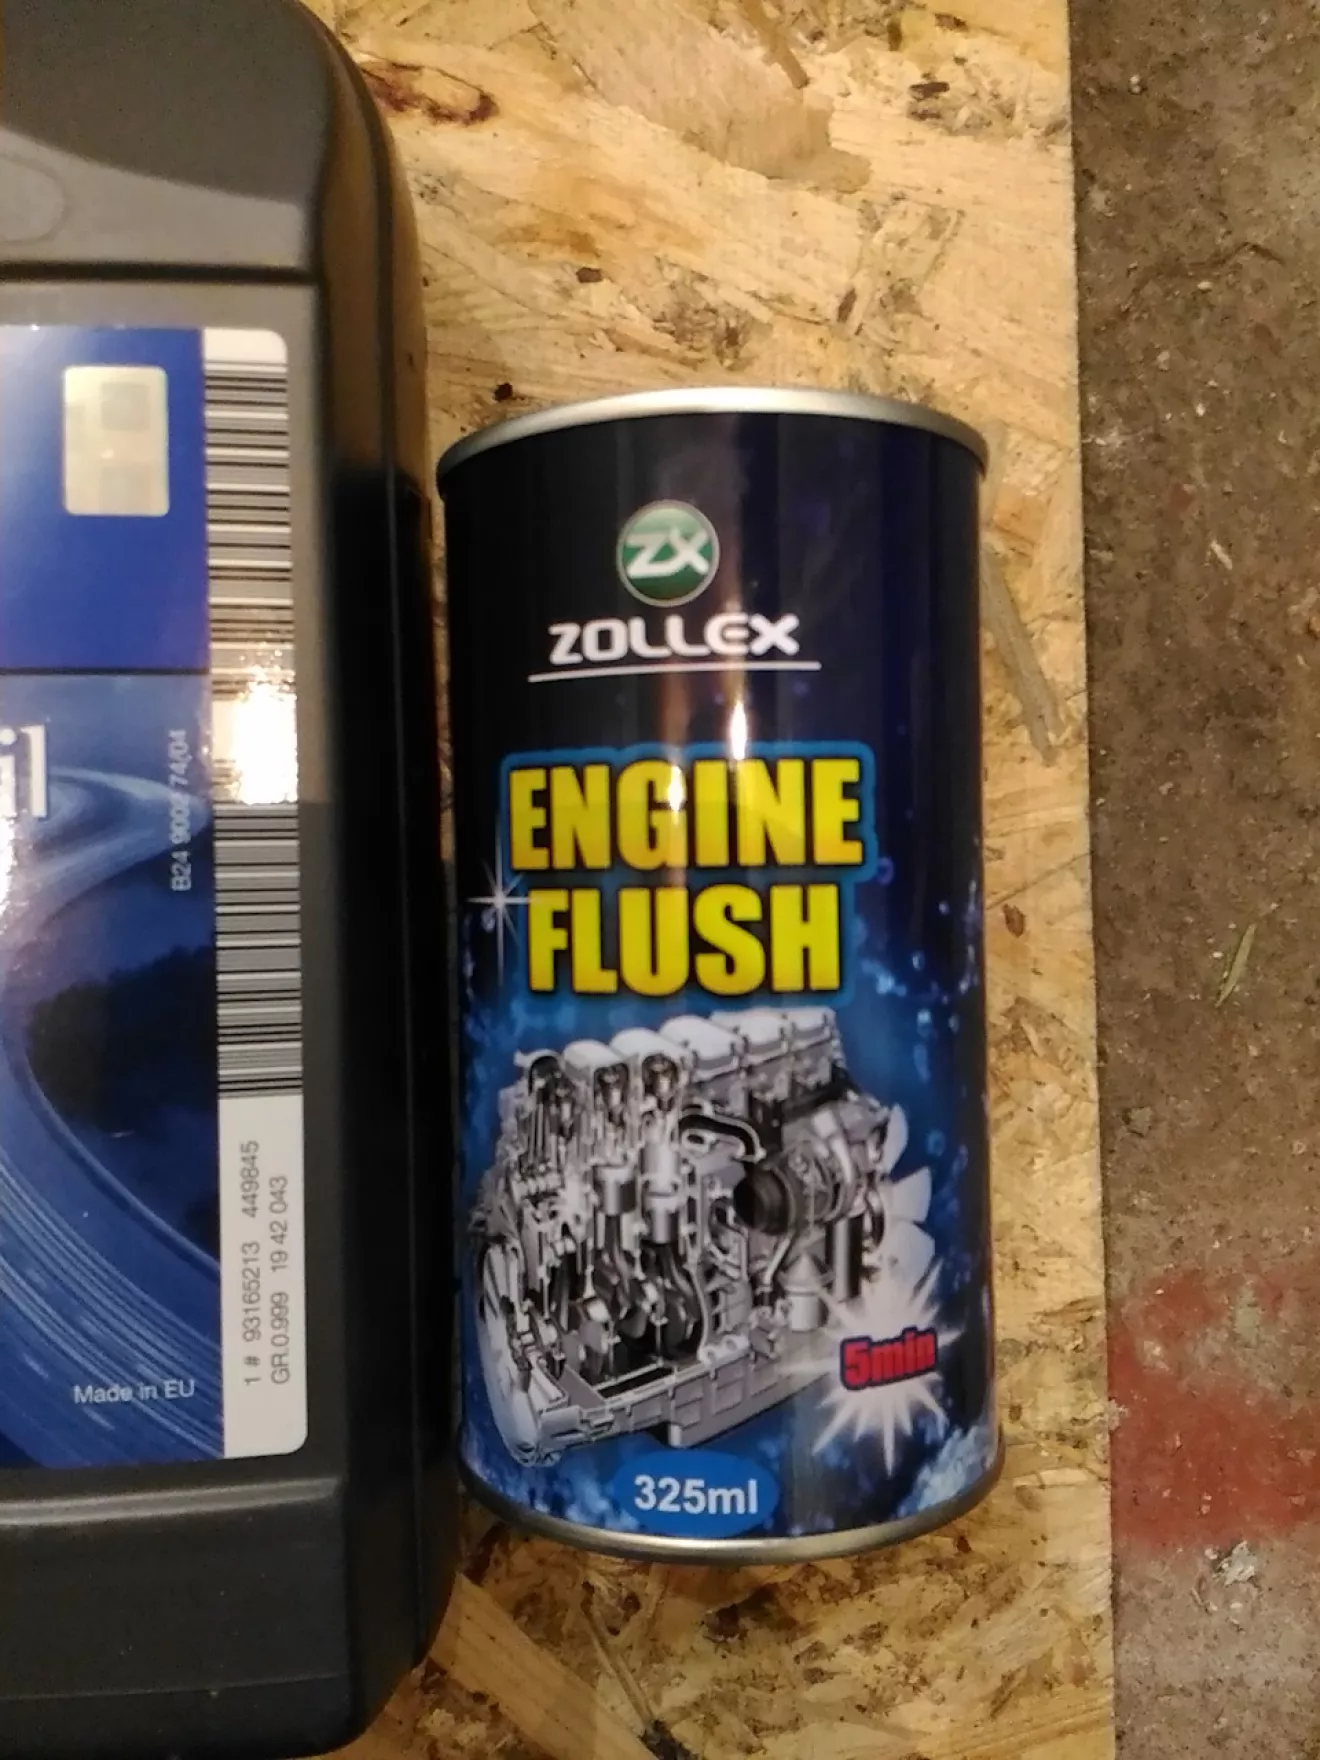 ZX
ZOLLEX
ENGINE
FLUSH
5min
325ml
il
Made in EU
1 # 93165213 449845
GR.0.999 19 42 043